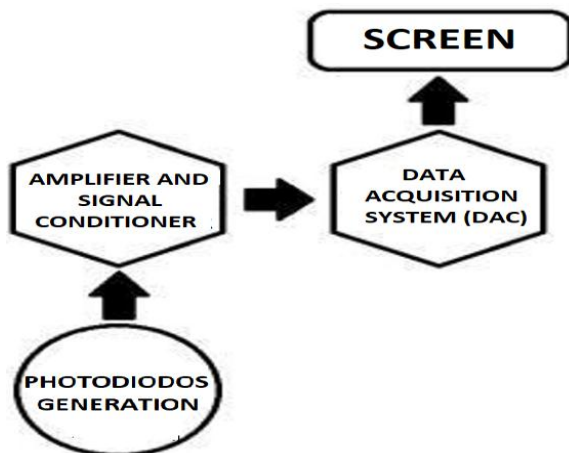 SCREEN
AMPLIFIER AND
SIGNAL
CONDITIONER
DATA
ACQUISITION
SYSTEM (DAC)
PHOTODIODOS
GENERATION